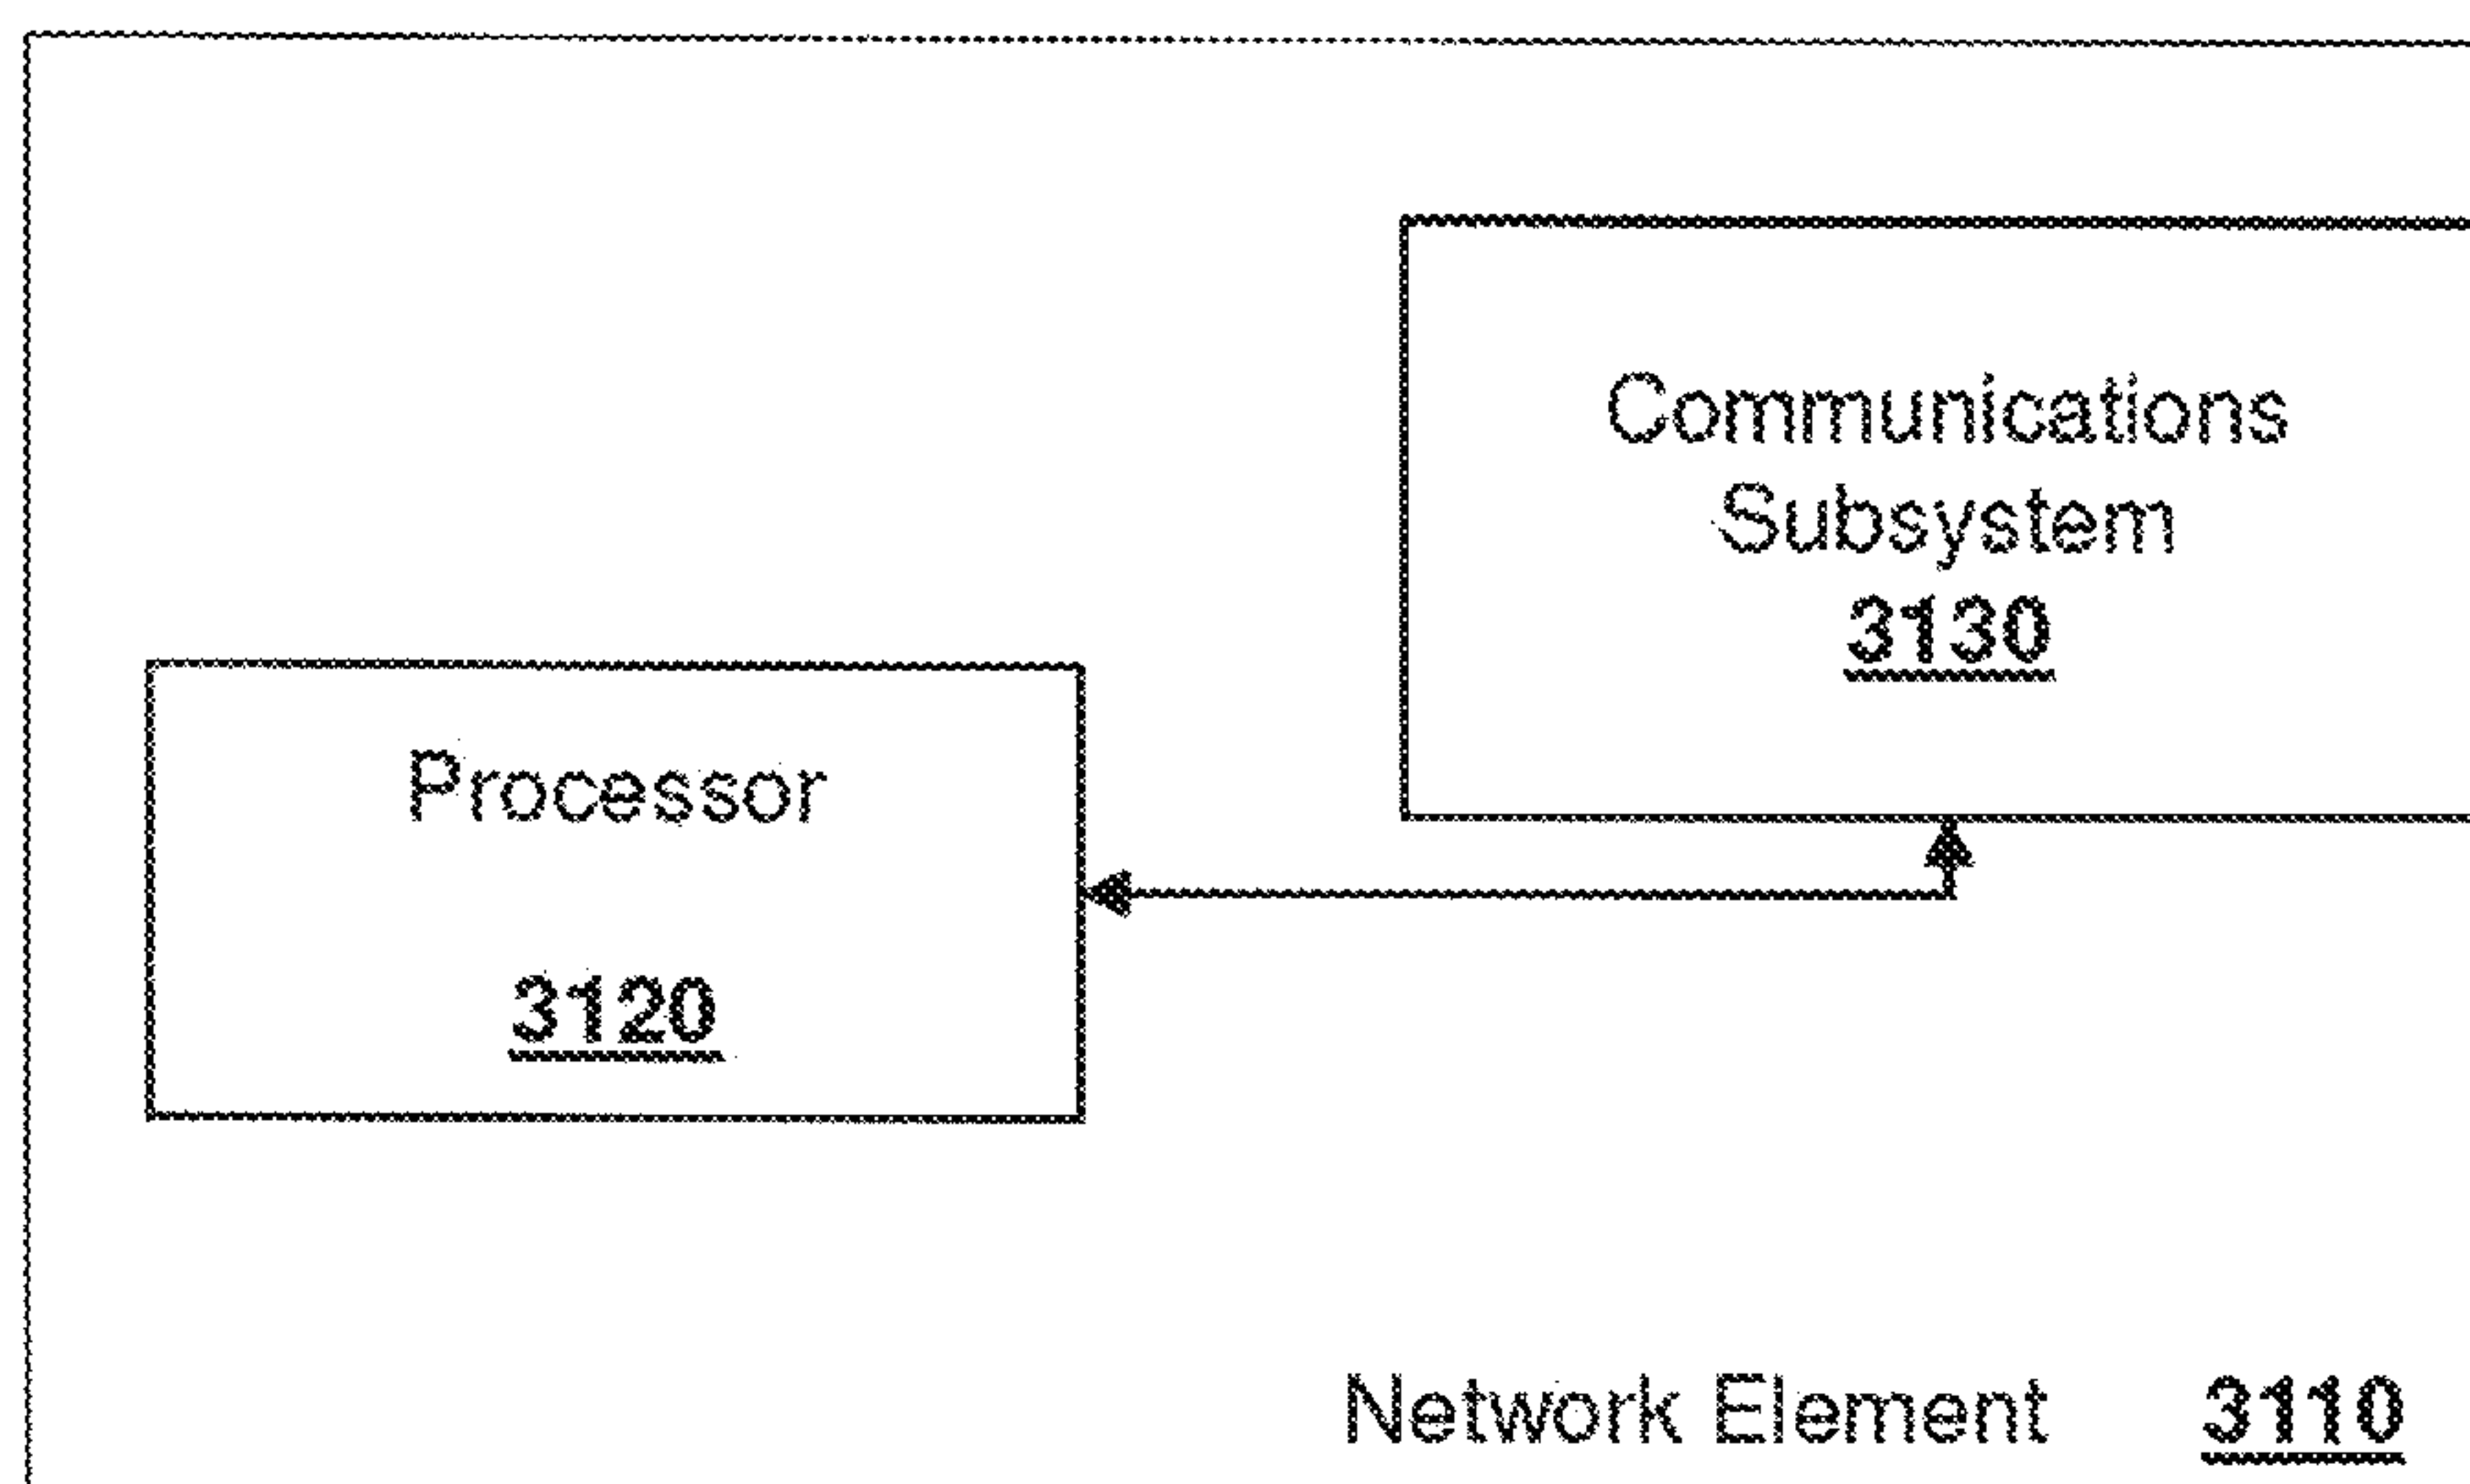 Communications
Subsystem
3130
Processor
3120
Network Element 3110